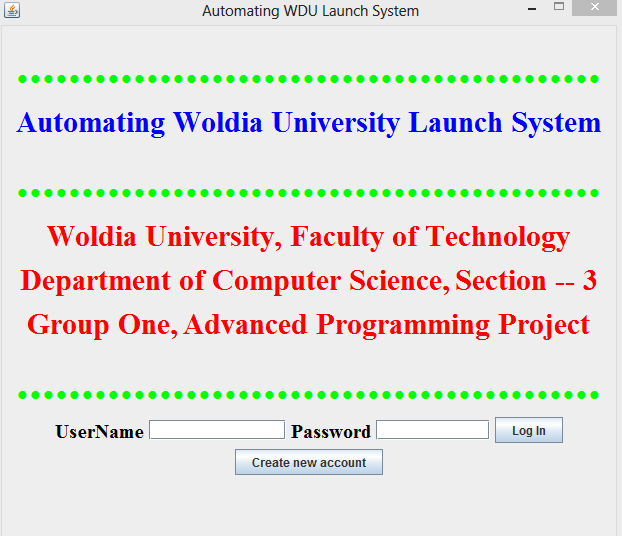 Automating WDU Launch System
Automating Woldia University Launch System
Woldia University, Faculty of Technology
Department of Computer Science, Section -- 3
Group One, Advanced Programming Project
UserName Password Log In
Create new account